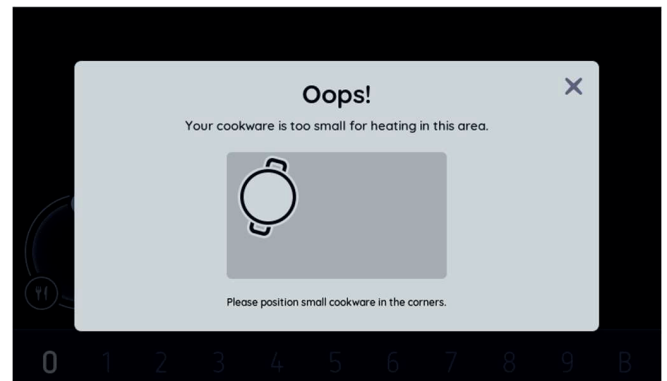 Oops!
Your cookware is too small for heating in this area.
Please position small cookware in the corners.
0 1 2 3 4 5 6 7 8 9 B